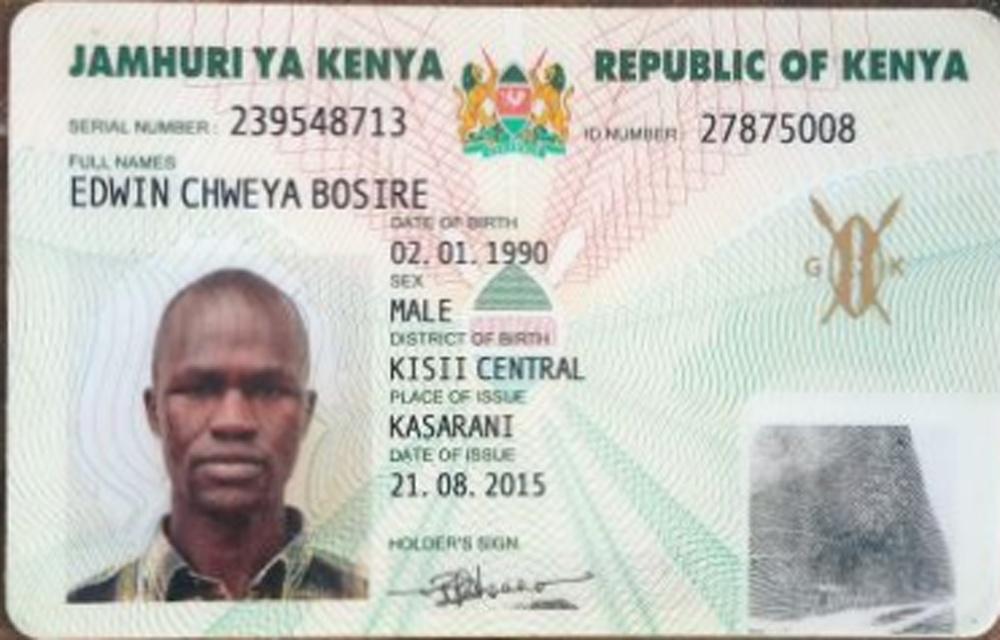 JAMHURI YA KENYA REPUBLIC OF KENYA
SERIAL NUMBER: 239548713 ID NUMBER: 27875008
FULL NAMES
EDWIN CHWEYA BOSIRE
DATE OF BIRTH
02. 01. 1990
SEX
MALE
G K
DISTRICT OF BIRTH
KISII CENTRAL
PLACE OF ISSUE
KASARANI
DATE OF ISSUE
21. 08. 2015
HOLDER'S SIGN.